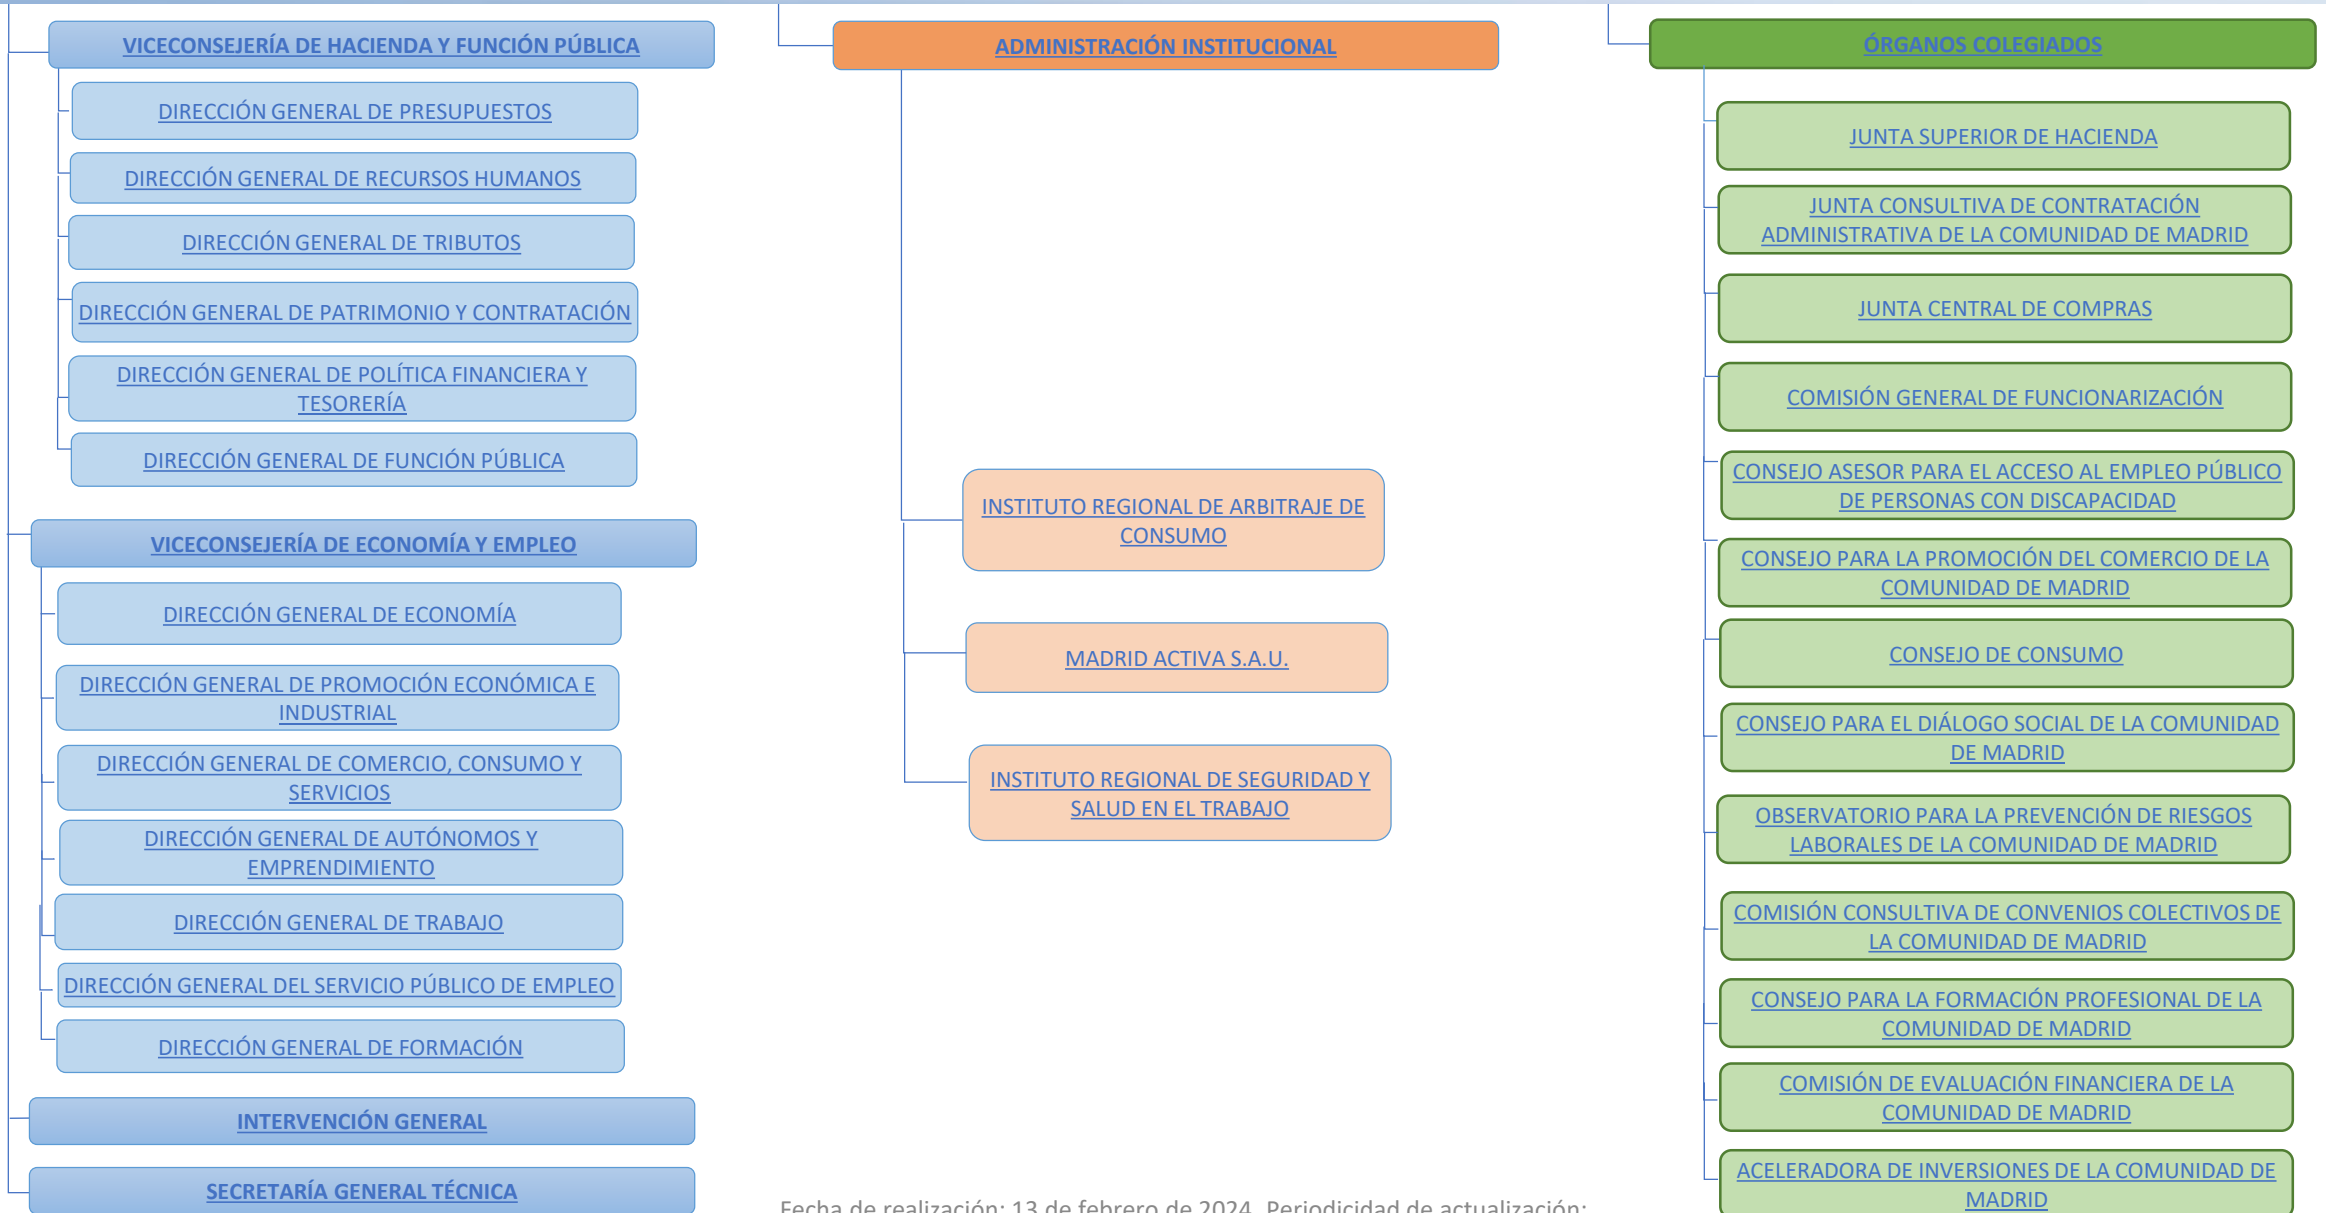 VICECONSEJERÍA DE HACIENDA Y FUNCIÓN PÚBLICA
DIRECCIÓN GENERAL DE PRESUPUESTOS
DIRECCIÓN GENERAL DE RECURSOS HUMANOS
DIRECCIÓN GENERAL DE TRIBUTOS
DIRECCIÓN GENERAL DE PATRIMONIO Y CONTRATACIÓN
DIRECCIÓN GENERAL DE POLÍTICA FINANCIERA Y
TESORERÍA
DIRECCIÓN GENERAL DE FUNCIÓN PÚBLICA
VICECONSEJERÍA DE ECONOMÍA Y EMPLEO
DIRECCIÓN GENERAL DE ECONOMÍA
DIRECCIÓN GENERAL DE PROMOCIÓN ECONÓMICA E
INDUSTRIAL
DIRECCIÓN GENERAL DE COMERCIO, CONSUMO Y
SERVICIOS
DIRECCIÓN GENERAL DE AUTÓNOMOS Y
EMPRENDIMIENTO
DIRECCIÓN GENERAL DE TRABAJO
DIRECCIÓN GENERAL DEL SERVICIO PÚBLICO DE EMPLEO
DIRECCIÓN GENERAL DE FORMACIÓN
INTERVENCIÓN GENERAL
SECRETARÍA GENERAL TÉCNICA
ADMINISTRACIÓN INSTITUCIONAL
INSTITUTO REGIONAL DE ARBITRAJE DE
CONSUMO
MADRID ACTIVA S.A.U.
INSTITUTO REGIONAL DE SEGURIDAD Y
SALUD EN EL TRABAJO
ÓRGANOS COLEGIADOS
JUNTA SUPERIOR DE HACIENDA
JUNTA CONSULTIVA DE CONTRATACIÓN
ADMINISTRATIVA DE LA COMUNIDAD DE MADRID
JUNTA CENTRAL DE COMPRAS
COMISIÓN GENERAL DE FUNCIONARIZACIÓN
CONSEJO ASESOR PARA EL ACCESO AL EMPLEO PÚBLICO
DE PERSONAS CON DISCAPACIDAD
CONSEJO PARA LA PROMOCIÓN DEL COMERCIO DE LA
COMUNIDAD DE MADRID
CONSEJO DE CONSUMO
CONSEJO PARA EL DIÁLOGO SOCIAL DE LA COMUNIDAD
DE MADRID
OBSERVATORIO PARA LA PREVENCIÓN DE RIESGOS
LABORALES DE LA COMUNIDAD DE MADRID
COMISIÓN CONSULTIVA DE CONVENIOS COLECTIVOS DE
LA COMUNIDAD DE MADRID
CONSEJO PARA LA FORMACIÓN PROFESIONAL DE LA
COMUNIDAD DE MADRID
COMISIÓN DE EVALUACIÓN FINANCIERA DE LA
COMUNIDAD DE MADRID
ACELERADORA DE INVERSIONES DE LA COMUNIDAD DE
MADRID
Fecha de realización: 13 de febrero de 2024. Periodicidad de actualización: